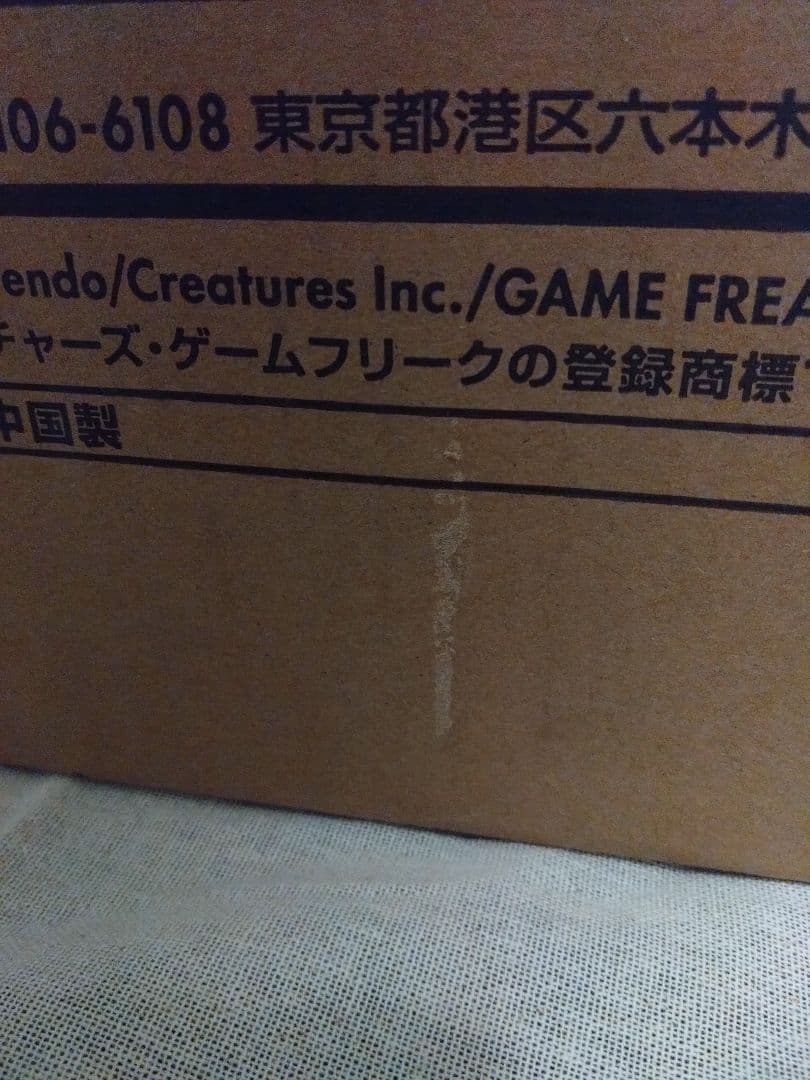 106-6108 東京都港区六本木
endo/Creatures Inc./GAME FREA
チャーズ・ゲームフリークの登録商標
中国製